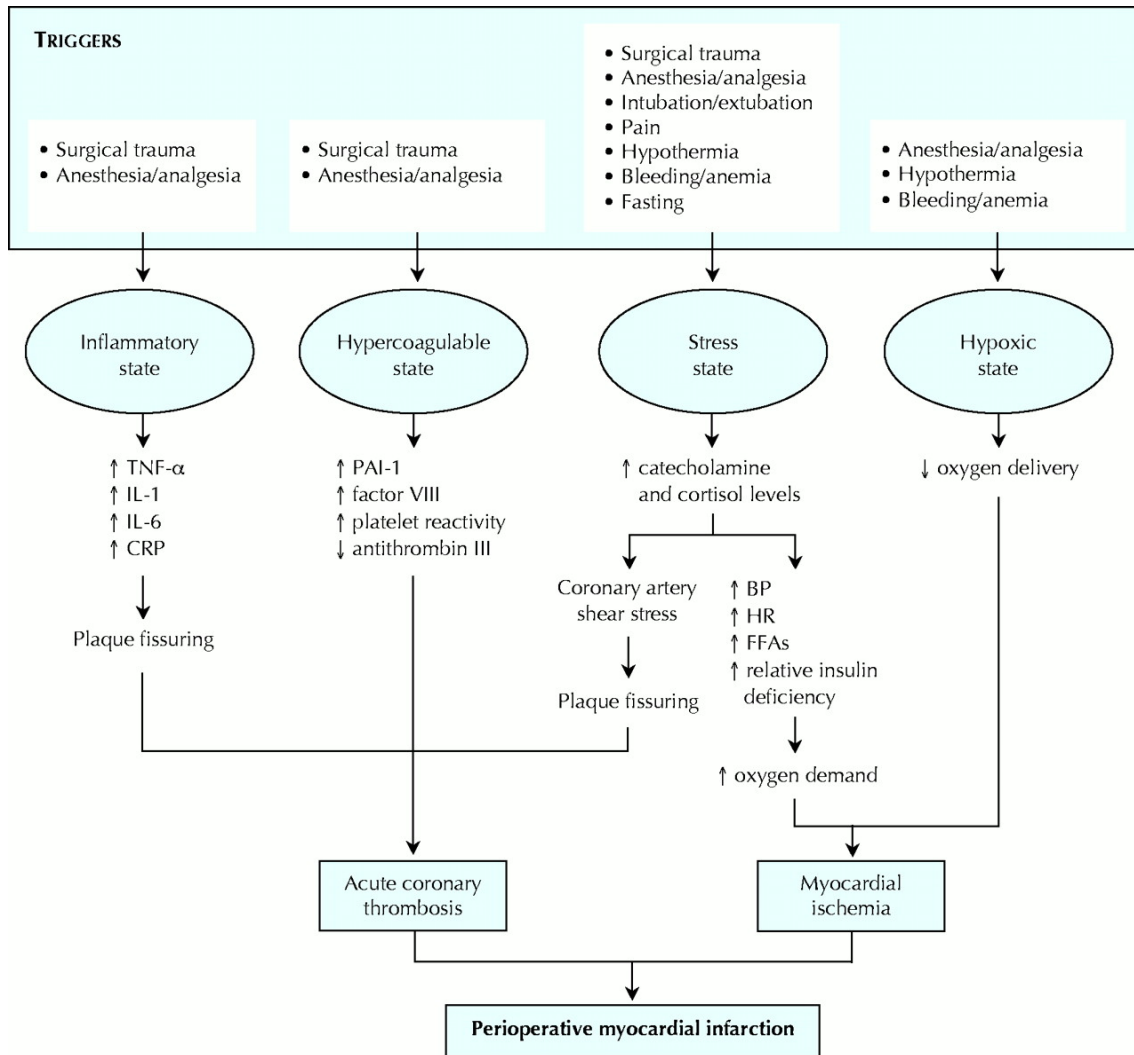 TRIGGERS
• Surgical trauma
• Anesthesia/analgesia
• Surgical trauma
• Anesthesia/analgesia
• Surgical trauma
• Anesthesia/analgesia
• Intubation/extubation
• Pain
• Hypothermia
• Bleeding/anemia
• Fasting
• Anesthesia/analgesia
• Hypothermia
• Bleeding/anemia
Inflammatory
state
Hypercoagulable
state
Stress
state
Hypoxic
state
↑ TNF-α
↑ IL-1
↑ IL-6
↑ CRP
Plaque fissuring
↑ PAI-1
↑ factor VIII
↑ platelet reactivity
↓ antithrombin III
↑ catecholamine
and cortisol levels
Coronary artery
shear stress
Plaque fissuring
↑ BP
↑ HR
↑ FFAs
↑ relative insulin
deficiency
↑ oxygen demand
↓ oxygen delivery
Acute coronary
thrombosis
Myocardial
ischemia
Perioperative myocardial infarction